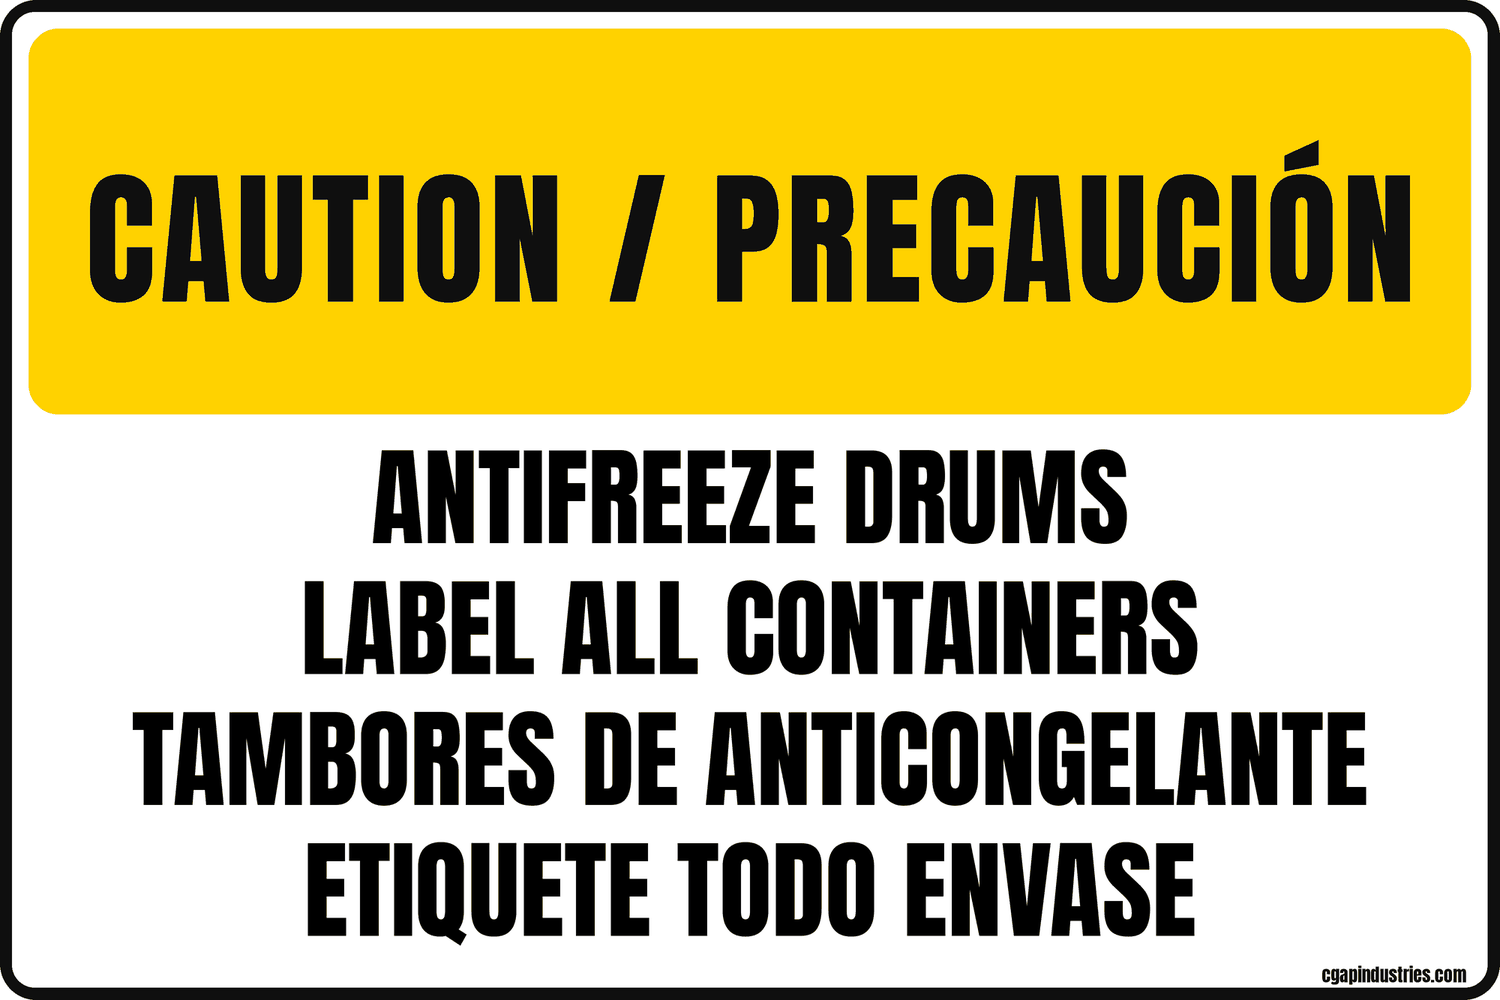 CAUTION / PRECAUCIÓN
ANTIFREEZE DRUMS
LABEL ALL CONTAINERS
TAMBORES DE ANTICONGELANTE
ETIQUETE TODO ENVASE
cgapindustries.com